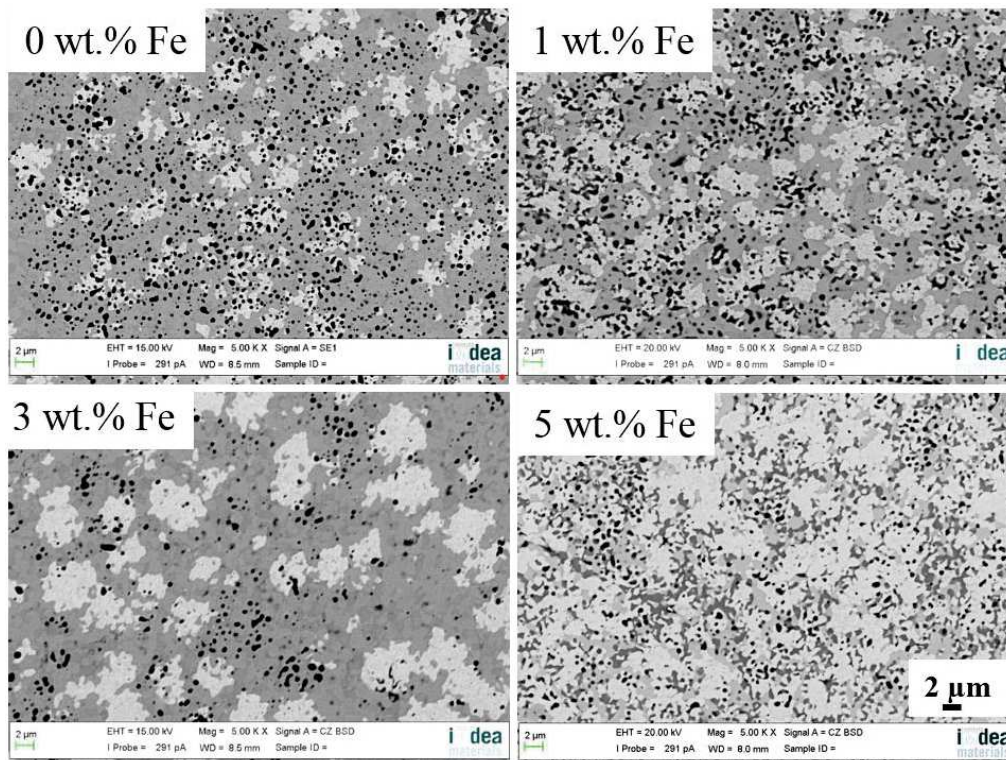 0 wt.% Fe
2 µm
EHT = 15.00 kV Mag = 5.00 K X Signal A = SE1
I Probe = 291 pA WD = 8.5 mm Sample ID =
i dea
materials
1 wt.% Fe
2 µm
EHT = 20.00 kV Mag = 5.00 K X Signal A = CZ BSD
I Probe = 291 pA WD = 8.0 mm Sample ID =
i dea
materials
3 wt.% Fe
2 µm
EHT = 15.00 kV Mag = 5.00 K X Signal A = CZ BSD
I Probe = 291 pA WD = 8.5 mm Sample ID =
i dea
materials
5 wt.% Fe
2 µm
2 µm
EHT = 20.00 kV Mag = 5.00 K X Signal A = CZ BSD
I Probe = 291 pA WD = 8.0 mm Sample ID =
i dea
materials